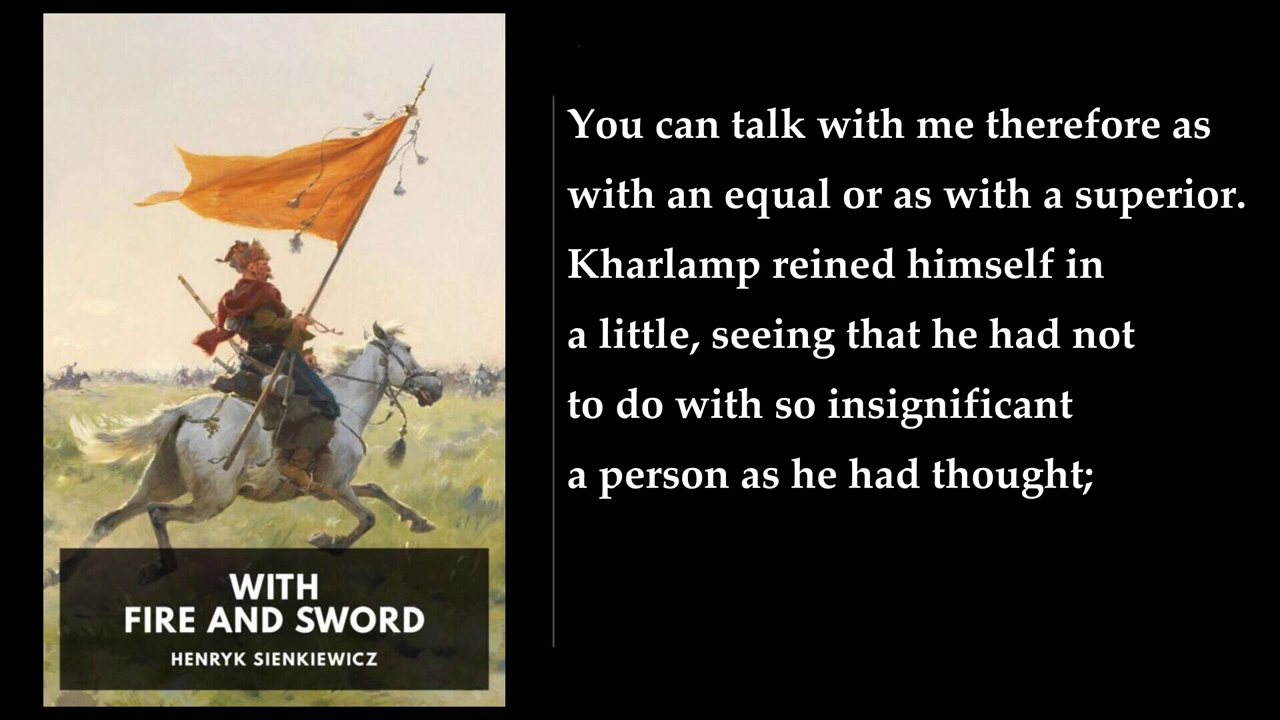 WITH
FIRE AND SWORD
HENRYK SIENKIEWICZ
You can talk with me therefore as
with an equal or as with a superior.
Kharlamp reined himself in
a little, seeing that he had not
to do with so insignificant
a person as he had thought;